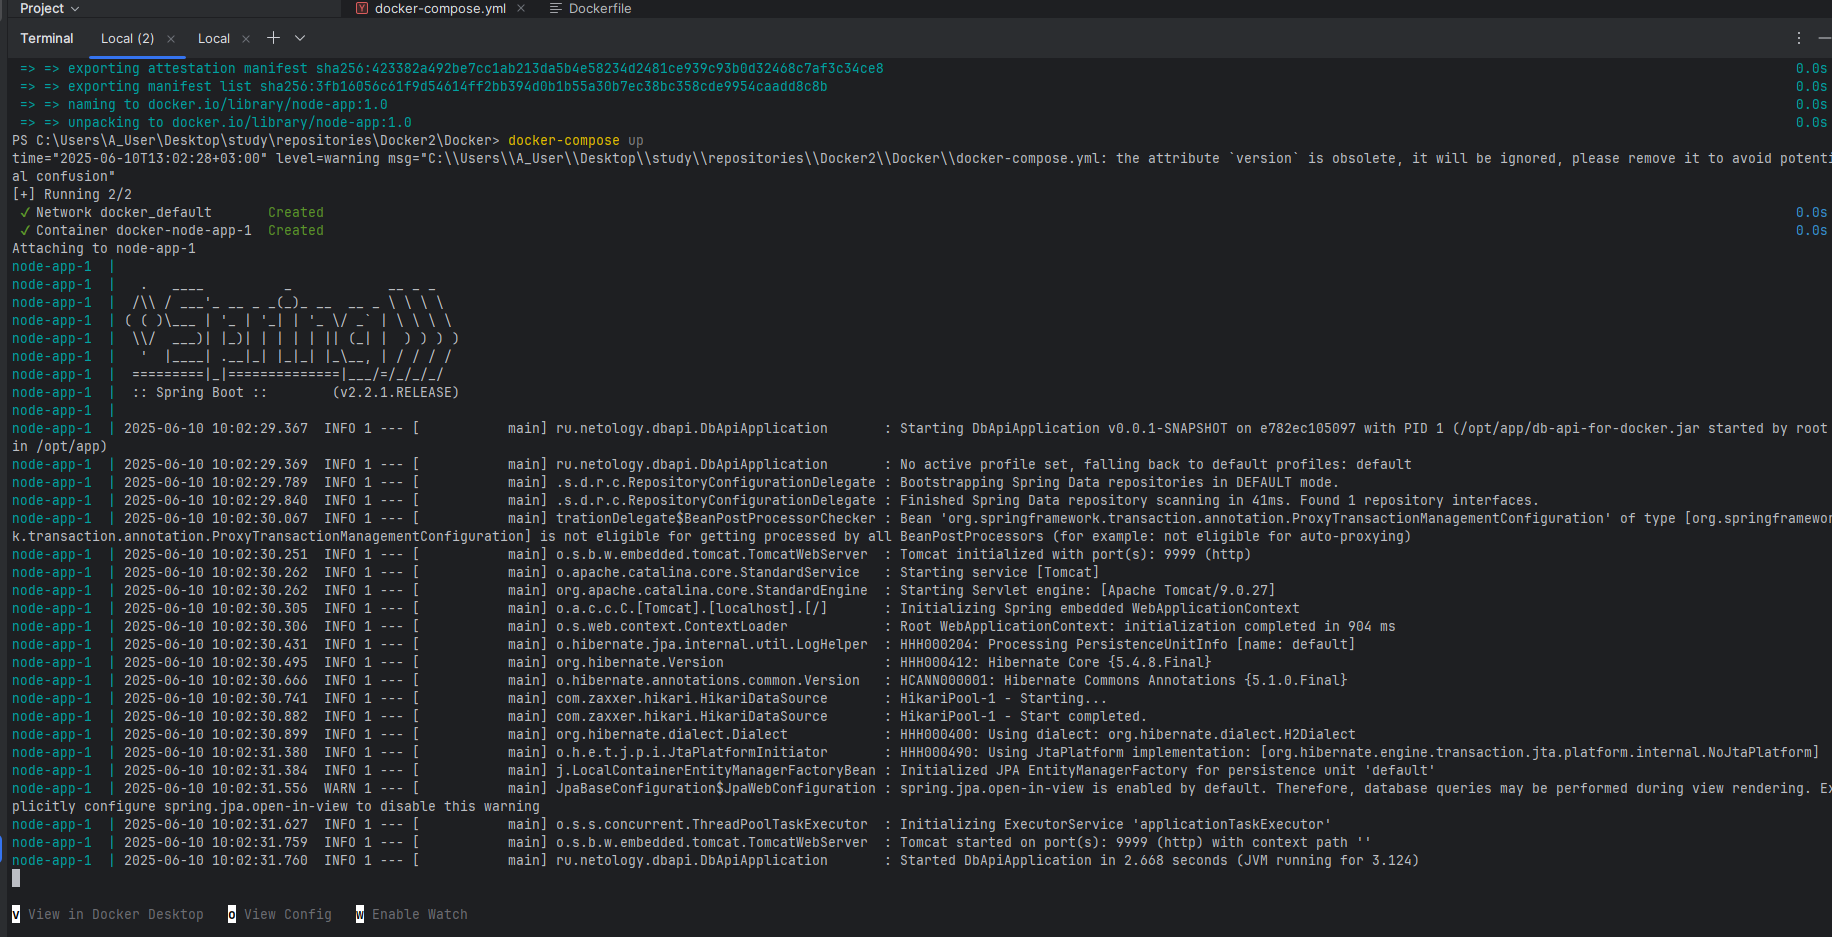 Project
docker-compose.yml
Dockerfile
Terminal Local (2) Local
=> => exporting attestation manifest sha256:423382a492be7cc1ab213da5b4e58234d2481ce939c93b0d32468c7af3c34ce8 0.0s
=> => exporting manifest list sha256:3fb16056c61f9d54614ff2bb394d0b1b55a30b7ec38bc358cde9954caadd8c8b 0.0s
=> => naming to docker.io/library/node-app:1.0 0.0s
=> => unpacking to docker.io/library/node-app:1.0 0.0s
PS C:\Users\A_User\Desktop\study\repositories\Docker2\Docker> docker-compose up
time="2025-06-10T13:02:28+03:00" level=warning msg="C:\\Users\\A_User\\Desktop\\study\\repositories\\Docker2\\Docker\\docker-compose.yml: the attribute `version` is obsolete, it will be ignored, please remove it to avoid potenti
al confusion"
[+] Running 2/2
✓ Network docker_default Created 0.0s
✓ Container docker-node-app-1 Created 0.0s
Attaching to node-app-1
node-app-1 |
node-app-1 |   .   ____          _            __ _ _
node-app-1 |  /\\ / ___'_ __ _ _(_)_ __  __ _ \ \ \ \
node-app-1 | ( ( )\___ | '_ | '_| | '_ \/ _` | \ \ \ \
node-app-1 |  \\/  ___)| |_)| | | | | || (_| |  ) ) ) )
node-app-1 |   '  |____| .__|_| |_|_| |_\__, | / / / /
node-app-1 |  =========|_|==============|___/=/_/_/_/
node-app-1 |  :: Spring Boot ::        (v2.2.1.RELEASE)
node-app-1 |
node-app-1 | 2025-06-10 10:02:29.367  INFO 1 --- [           main] ru.netology.dbapi.DbApiApplication       : Starting DbApiApplication v0.0.1-SNAPSHOT on e782ec105097 with PID 1 (/opt/app/db-api-for-docker.jar started by root
in /opt/app)
node-app-1 | 2025-06-10 10:02:29.369  INFO 1 --- [           main] ru.netology.dbapi.DbApiApplication       : No active profile set, falling back to default profiles: default
node-app-1 | 2025-06-10 10:02:29.789  INFO 1 --- [           main] .s.d.r.c.RepositoryConfigurationDelegate : Bootstrapping Spring Data repositories in DEFAULT mode.
node-app-1 | 2025-06-10 10:02:29.840  INFO 1 --- [           main] .s.d.r.c.RepositoryConfigurationDelegate : Finished Spring Data repository scanning in 41ms. Found 1 repository interfaces.
node-app-1 | 2025-06-10 10:02:30.067  INFO 1 --- [           main] trationDelegate$BeanPostProcessorChecker : Bean 'org.springframework.transaction.annotation.ProxyTransactionManagementConfiguration' of type [org.springframewor
k.transaction.annotation.ProxyTransactionManagementConfiguration] is not eligible for getting processed by all BeanPostProcessors (for example: not eligible for auto-proxying)
node-app-1 | 2025-06-10 10:02:30.251  INFO 1 --- [           main] o.s.b.w.embedded.tomcat.TomcatWebServer  : Tomcat initialized with port(s): 9999 (http)
node-app-1 | 2025-06-10 10:02:30.262  INFO 1 --- [           main] o.apache.catalina.core.StandardService   : Starting service [Tomcat]
node-app-1 | 2025-06-10 10:02:30.262  INFO 1 --- [           main] org.apache.catalina.core.StandardEngine  : Starting Servlet engine: [Apache Tomcat/9.0.27]
node-app-1 | 2025-06-10 10:02:30.305  INFO 1 --- [           main] o.a.c.c.C.[Tomcat].[localhost].[/]       : Initializing Spring embedded WebApplicationContext
node-app-1 | 2025-06-10 10:02:30.306  INFO 1 --- [           main] o.s.web.context.ContextLoader            : Root WebApplicationContext: initialization completed in 904 ms
node-app-1 | 2025-06-10 10:02:30.431  INFO 1 --- [           main] o.hibernate.jpa.internal.util.LogHelper  : HHH000204: Processing PersistenceUnitInfo [name: default]
node-app-1 | 2025-06-10 10:02:30.495  INFO 1 --- [           main] org.hibernate.Version                    : HHH000412: Hibernate Core {5.4.8.Final}
node-app-1 | 2025-06-10 10:02:30.666  INFO 1 --- [           main] o.hibernate.annotations.common.Version   : HCANN000001: Hibernate Commons Annotations {5.1.0.Final}
node-app-1 | 2025-06-10 10:02:30.741  INFO 1 --- [           main] com.zaxxer.hikari.HikariDataSource       : HikariPool-1 - Starting...
node-app-1 | 2025-06-10 10:02:30.882  INFO 1 --- [           main] com.zaxxer.hikari.HikariDataSource       : HikariPool-1 - Start completed.
node-app-1 | 2025-06-10 10:02:30.899  INFO 1 --- [           main] org.hibernate.dialect.Dialect            : HHH000400: Using dialect: org.hibernate.dialect.H2Dialect
node-app-1 | 2025-06-10 10:02:31.380  INFO 1 --- [           main] o.h.e.t.j.p.i.JtaPlatformInitiator       : HHH000490: Using JtaPlatform implementation: [org.hibernate.engine.transaction.jta.platform.internal.NoJtaPlatform]
node-app-1 | 2025-06-10 10:02:31.384  INFO 1 --- [           main] j.LocalContainerEntityManagerFactoryBean : Initialized JPA EntityManagerFactory for persistence unit 'default'
node-app-1 | 2025-06-10 10:02:31.556  WARN 1 --- [           main] JpaBaseConfiguration$JpaWebConfiguration : spring.jpa.open-in-view is enabled by default. Therefore, database queries may be performed during view rendering. Ex
plicitly configure spring.jpa.open-in-view to disable this warning
node-app-1 | 2025-06-10 10:02:31.627  INFO 1 --- [           main] o.s.s.concurrent.ThreadPoolTaskExecutor  : Initializing ExecutorService 'applicationTaskExecutor'
node-app-1 | 2025-06-10 10:02:31.759  INFO 1 --- [           main] o.s.b.w.embedded.tomcat.TomcatWebServer  : Tomcat started on port(s): 9999 (http) with context path ''
node-app-1 | 2025-06-10 10:02:31.760  INFO 1 --- [           main] ru.netology.dbapi.DbApiApplication       : Started DbApiApplication in 2.668 seconds (JVM running for 3.124)
v View in Docker Desktop o View Config w Enable Watch